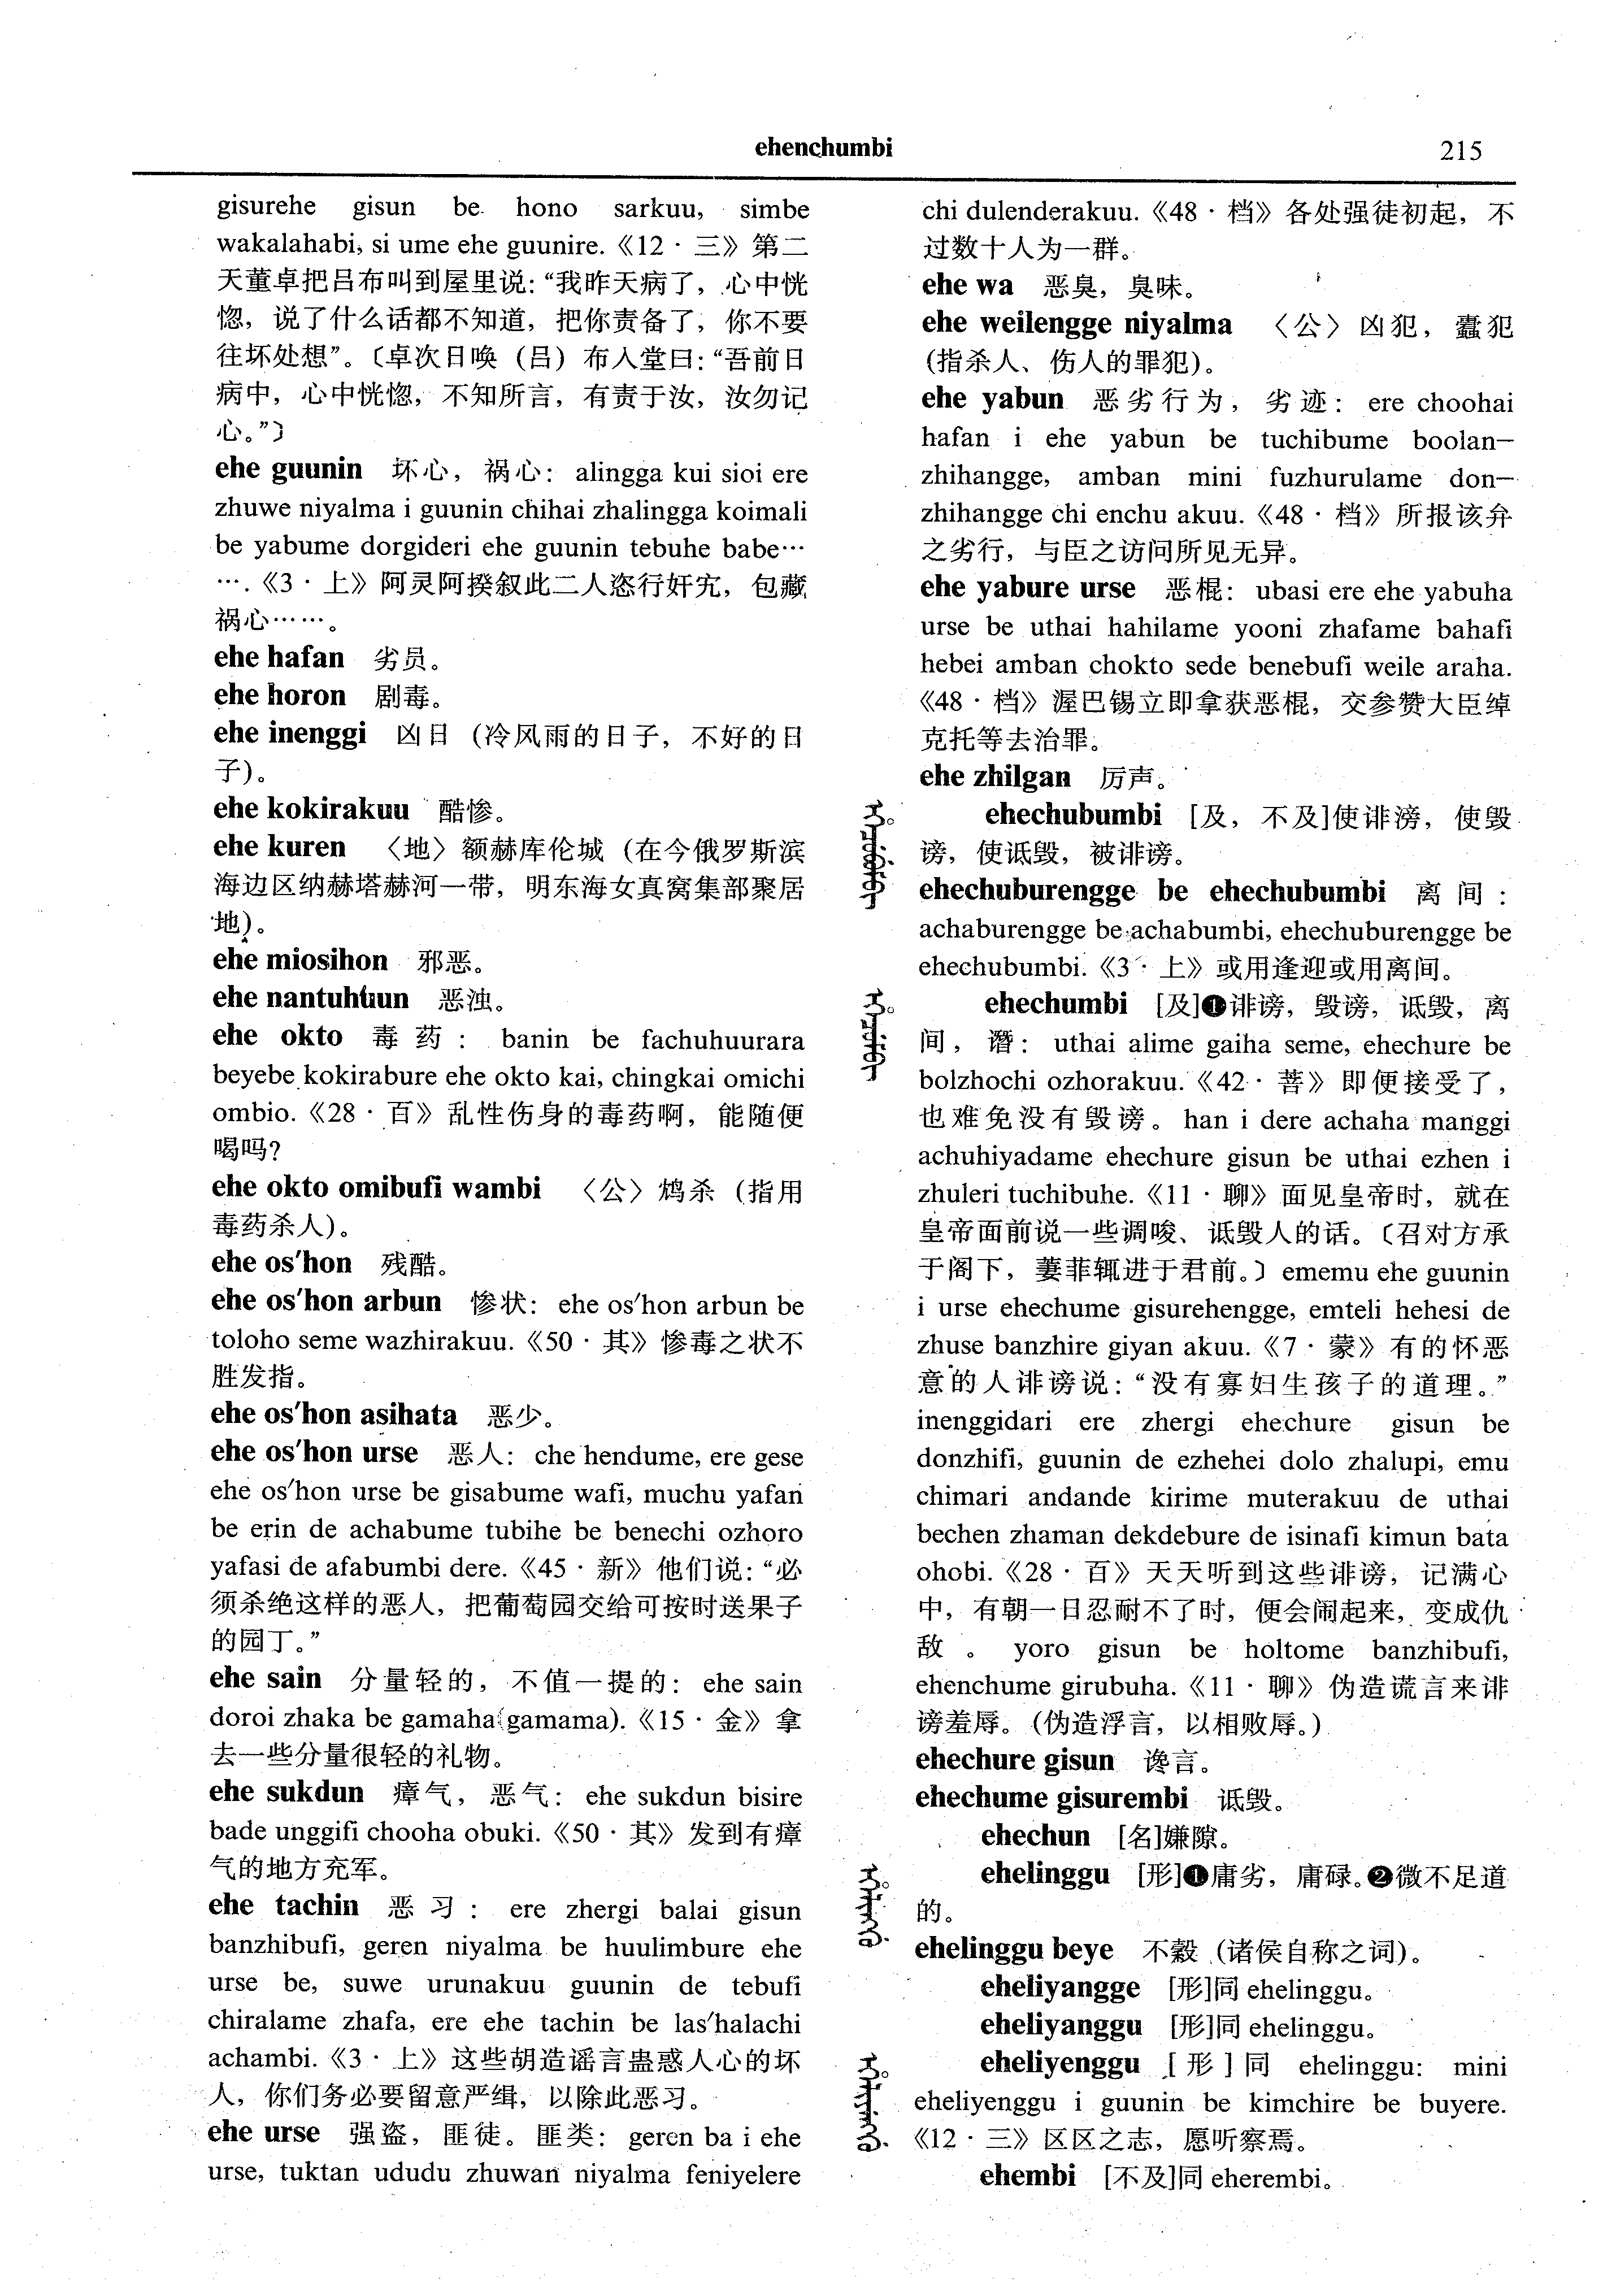 ehenchumbi
215
gisurehe gisun be hono sarkuu, simbe
wakalahabi, si ume ehe guunire.《12·三》第二
天董卓把吕布叫到屋里说:“我昨天病了，心中恍
惚，说了什么话都不知道，把你责备了，你不要
往坏处想”。〔卓次日唤（吕）布入堂曰:“吾前日
病中，心中恍惚，不知所言，有责于汝，汝勿记
心。”〕
ehe guunin 坏心，祸心: alingga kui sioi ere
zhuwe niyalma i guunin chihai zhalingga koimali
be yabume dorgideri ehe guunin tebuhe babe…
….《3·上》阿灵阿揆叙此二人恣行奸宄，包藏
祸心……。
ehe hafan 劣员。
ehe horon 剧毒。
ehe inenggi 凶日（冷风雨的日子，不好的日
子)。
ehe kokirakuu 酷惨。
ehe kuren 〈地〉额赫库伦城（在今俄罗斯滨
海边区纳赫塔赫河一带，明东海女真窝集部聚居
地)。
ehe miosihon 邪恶。
ehe nantuhuun 恶浊。
ehe okto 毒药: banin be fachuhuurara
beyebe kokirabure ehe okto kai, chingkai omichi
ombio.《28·百》乱性伤身的毒药啊，能随便
喝吗?
ehe okto omibufi wambi 〈公〉鸩杀（指用
毒药杀人)。
ehe os'hon 残酷。
ehe os'hon arbun 惨状: ehe os'hon arbun be
toloho seme wazhirakuu.《50·其》惨毒之状不
胜发指。
ehe os'hon asihata 恶少。
ehe os'hon urse 恶人: che hendume, ere gese
ehe os'hon urse be gisabume wafi, muchu yafan
be erin de achabume tubihe be benechi ozhoro
yafasi de afabumbi dere.《45·新》他们说:“必
须杀绝这样的恶人，把葡萄园交给可按时送果子
的园丁。”
ehe sain 分量轻的，不值一提的: ehe sain
doroi zhaka be gamaha(gamama).《15·金》拿
去一些分量很轻的礼物。
ehe sukdun 瘴气，恶气: ehe sukdun bisire
bade unggifi chooha obuki.《50·其》发到有瘴
气的地方充军。
ehe tachin 恶习: ere zhergi balai gisun
banzhibufi, geren niyalma be huulimbure ehe
urse be, suwe urunakuu guunin de tebufi
chiralame zhafa, ere ehe tachin be las'halachi
achambi.《3·上》这些胡造谣言蛊惑人心的坏
人，你们务必要留意严缉，以除此恶习。
ehe urse 强盗，匪徒。匪类: geren ba i ehe
urse, tuktan ududu zhuwan niyalma feniyelere
chi dulenderakuu.《48·档》各处强徒初起，不
过数十人为一群。
ehe wa 恶臭，臭味。
ehe weilengge niyalma 〈公〉凶犯，蠹犯
(指杀人、伤人的罪犯)。
ehe yabun 恶劣行为，劣迹: ere choohai
hafan i ehe yabun be tuchibume boolan—
zhihangge, amban mini fuzhurulame don—
zhihangge chi enchu akuu.《48·档》所报该弁
之劣行，与臣之访问所见无异。
ehe yabure urse 恶棍: ubasi ere ehe yabuha
urse be uthai hahilame yooni zhafame bahafi
hebei amban chokto sede benebufi weile araha.
《48·档》渥巴锡立即拿获恶棍，交参赞大臣绰
克托等去治罪。
ehe zhilgan 厉声。
ehechubumbi [及，不及]使诽滂，使毁
谤，使诋毁，被诽谤。
ehechuburengge be ehechubumbi 离间:
achaburengge be achabumbi, ehechuburengge be
ehechubumbi.《3·上》或用逢迎或用离间。
ehechumbi [及]❶诽谤，毁谤，诋毁，离
间，谮: uthai alime gaiha seme, ehechure be
bolzhochi ozhorakuu.《42·菩》即便接受了，
也难免没有毁谤。han i dere achaha manggi
achuhiyadame ehechure gisun be uthai ezhen i
zhuleri tuchibuhe.《11·聊》面见皇帝时，就在
皇帝面前说一些调唆、诋毁人的话。〔召对方承
于阁下，萋菲辄进于君前。〕ememu ehe guunin
i urse ehechume gisurehengge, emteli hehesi de
zhuse banzhire giyan akuu.《7·蒙》有的怀恶
意的人诽谤说:“没有寡妇生孩子的道理。”
inenggidari ere zhergi ehechure gisun be
donzhifi, guunin de ezhehei dolo zhalupi, emu
chimari andande kirime muterakuu de uthai
bechen zhaman dekdebure de isinafi kimun bata
ohobi.《28·百》天天听到这些诽谤，记满心
中，有朝一日忍耐不了时，便会闹起来，变成仇
敌。yoro gisun be holtome banzhibufi,
ehenchume girubuha.《11·聊》伪造谎言来诽
谤羞辱。(伪造浮言，以相败辱。)
ehechure gisun 谗言。
ehechume gisurembi 诋毁。
ehechun [名]嫌隙。
ehelinggu [形]❶庸劣，庸碌。❷微不足道
的。
ehelinggu beye 不穀（诸侯自称之词)。
eheliyangge [形]同 ehelinggu。
eheliyanggu [形]同 ehelinggu。
eheliyenggu [形]同 ehelinggu: mini
eheliyenggu i guunin be kimchire be buyere.
《12·三》区区之志，愿听察焉。
ehembi [不及]同 eherembi。